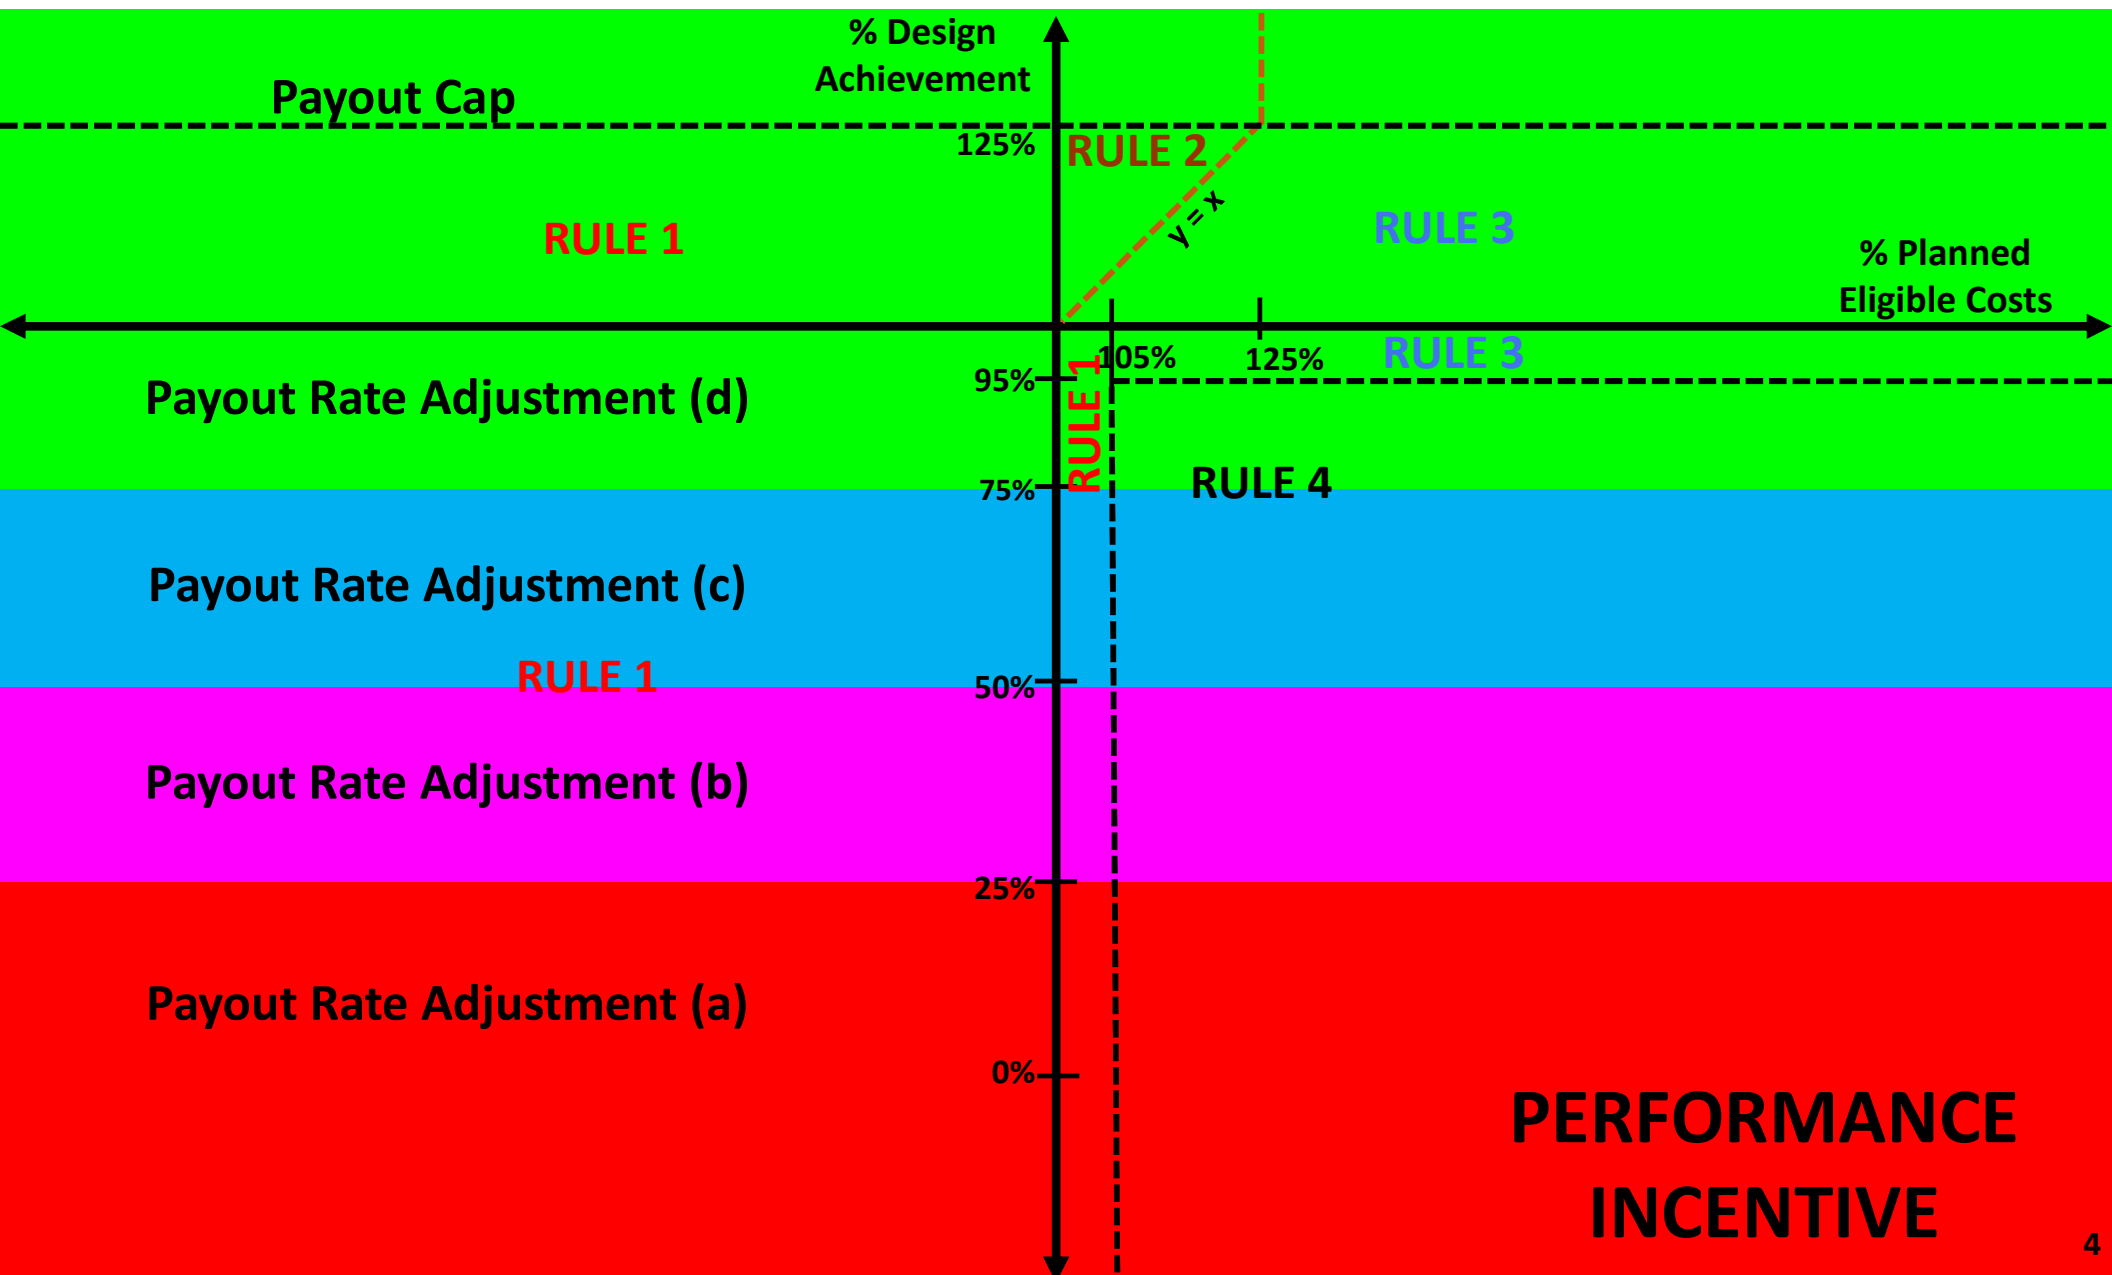 % Design
Achievement
Payout Cap
125%
RULE 2
y = x
RULE 1
RULE 3
% Planned
Eligible Costs
105%
125%
RULE 3
95%
RULE 1
Payout Rate Adjustment (d)
75%
RULE 4
Payout Rate Adjustment (c)
RULE 1
50%
Payout Rate Adjustment (b)
25%
Payout Rate Adjustment (a)
0%
PERFORMANCE
INCENTIVE
4